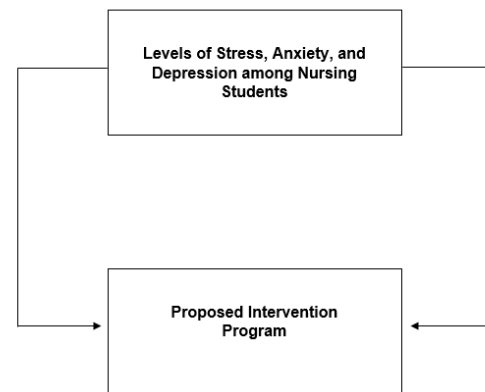 Levels of Stress, Anxiety, and
Depression among Nursing
Students
Proposed Intervention
Program